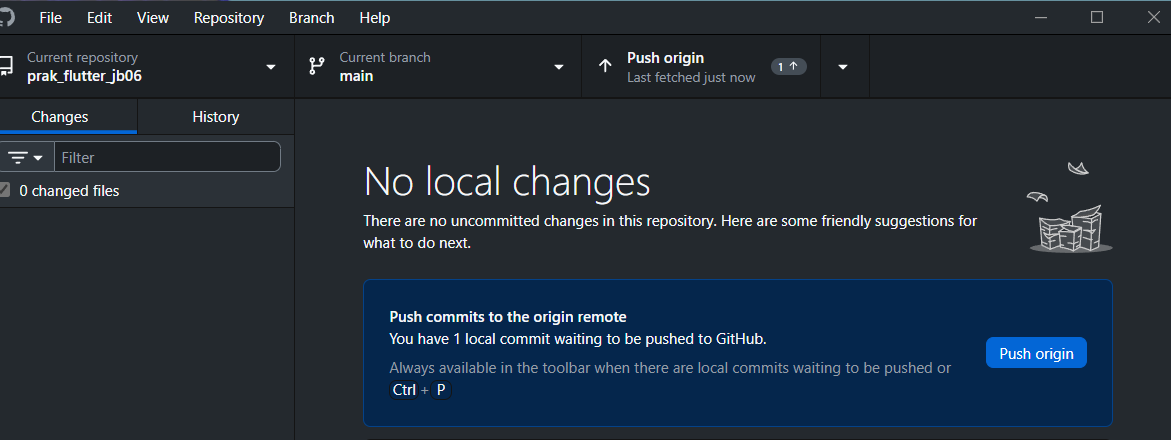 File Edit View Repository Branch Help
Current repository
prak_flutter_jb06
Current branch
main
Push origin
Last fetched just now
1
Changes History
Filter
0 changed files
No local changes
There are no uncommitted changes in this repository. Here are some friendly suggestions for
what to do next.
Push commits to the origin remote
You have 1 local commit waiting to be pushed to GitHub.
Always available in the toolbar when there are local commits waiting to be pushed or
Ctrl + P
Push origin